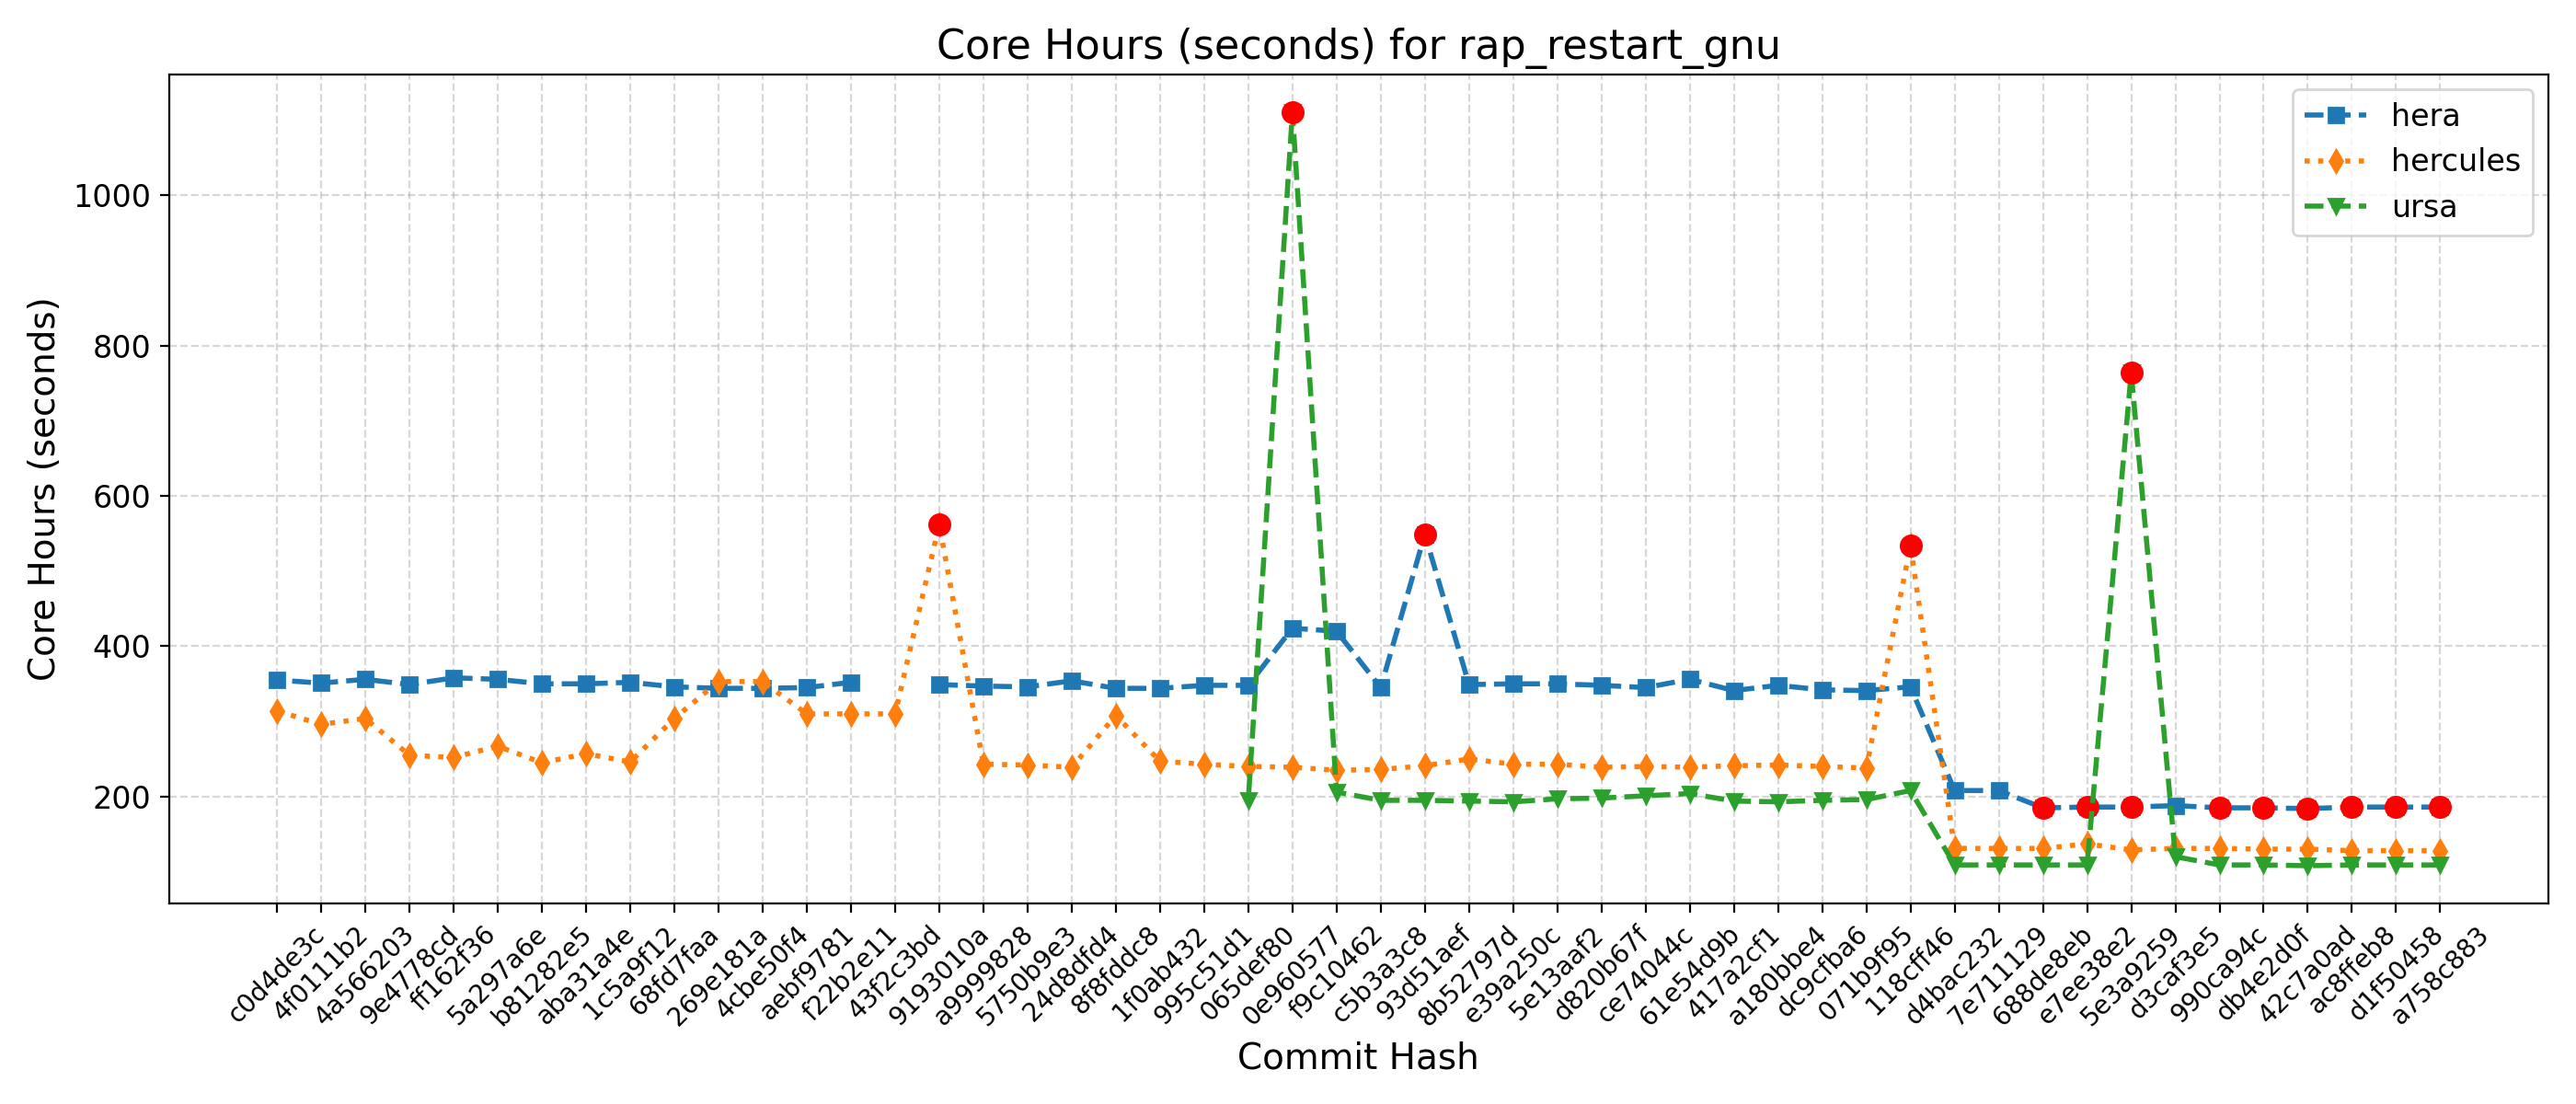 Core Hours (seconds) for rap_restart_gnu
hera
hercules
ursa
Core Hours (seconds)
1000
800
600
400
200
c0d4de3c
4f0111b2
4a566203
9e4778cd
ff162f36
5a297a6e
b81282e5
aba31a4e
1c5a9f12
68fd7faa
269e181a
4cbe50f4
aebf9781
f22b2e11
43f2c3bd
9193010a
a9999828
5750b9e3
24d8dfd4
8f8fddc8
1f0ab432
995c51d1
065def80
0e960577
f9c10462
c5b3a3c8
93d51aef
8b52797d
e39a250c
5e13aaf2
d820b67f
ce74044c
61e54d9b
417a2cf1
a180bbe4
dc9cfba6
071b9f95
118cff46
d4bac232
7e711129
688de8eb
e7ee38e2
5e3a9259
d3caf3e5
990ca94c
db4e2d0f
42c7a0ad
ac8ffeb8
d1f50458
a758c883
Commit Hash